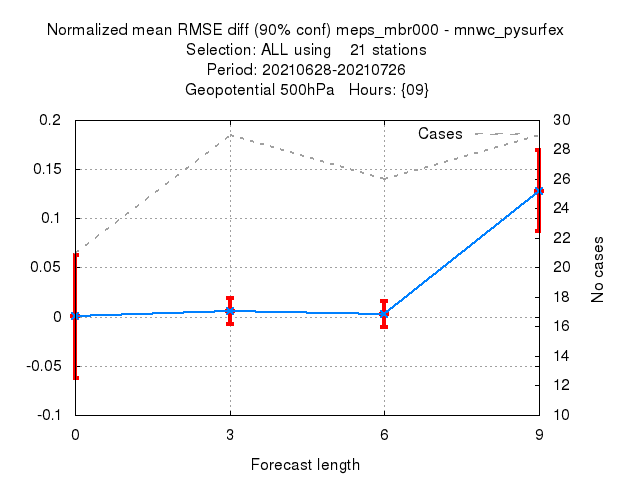 Normalized mean RMSE diff (90% conf) meps_mbr000 - mnwc_pysurfex
Selection: ALL using 21 stations
Period: 20210628-20210726
Geopotential 500hPa Hours: {09}
Cases
0.2
0.15
0.1
0.05
0
-0.05
-0.1
30
28
26
24
22
20
18
16
14
12
10
No cases
0 3 6 9
Forecast length